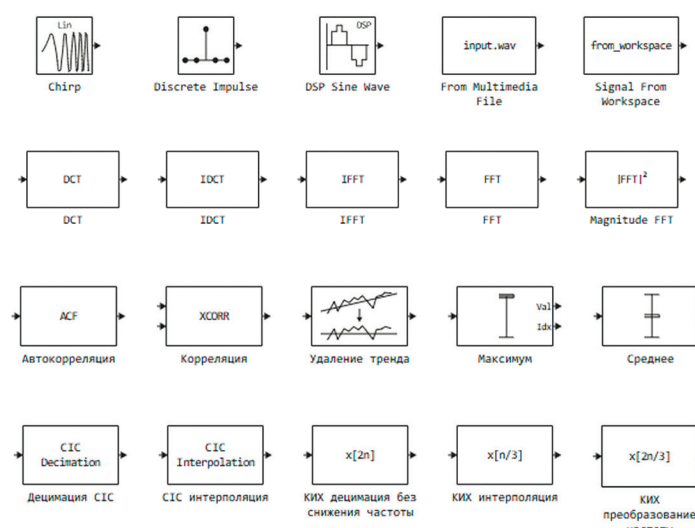 Lin
DSP
input.wav
from_workspace
Chirp
Discrete Impulse
DSP Sine Wave
From Multimedia
File
Signal From
Workspace
DCT
IDCT
IFFT
FFT
|FFT|²
DCT
IDCT
IFFT
FFT
Magnitude FFT
ACF
XCORR
Val
Idx
Автокорреляция
Корреляция
Удаление тренда
Максимум
Среднее
CIC
Decimation
CIC
Interpolation
x[2n]
x[n/3]
x[2n/3]
Децимация CIC
CIC интерполяция
КИХ децимация без
снижения частоты
КИХ интерполяция
КИХ
преобразование
частоты